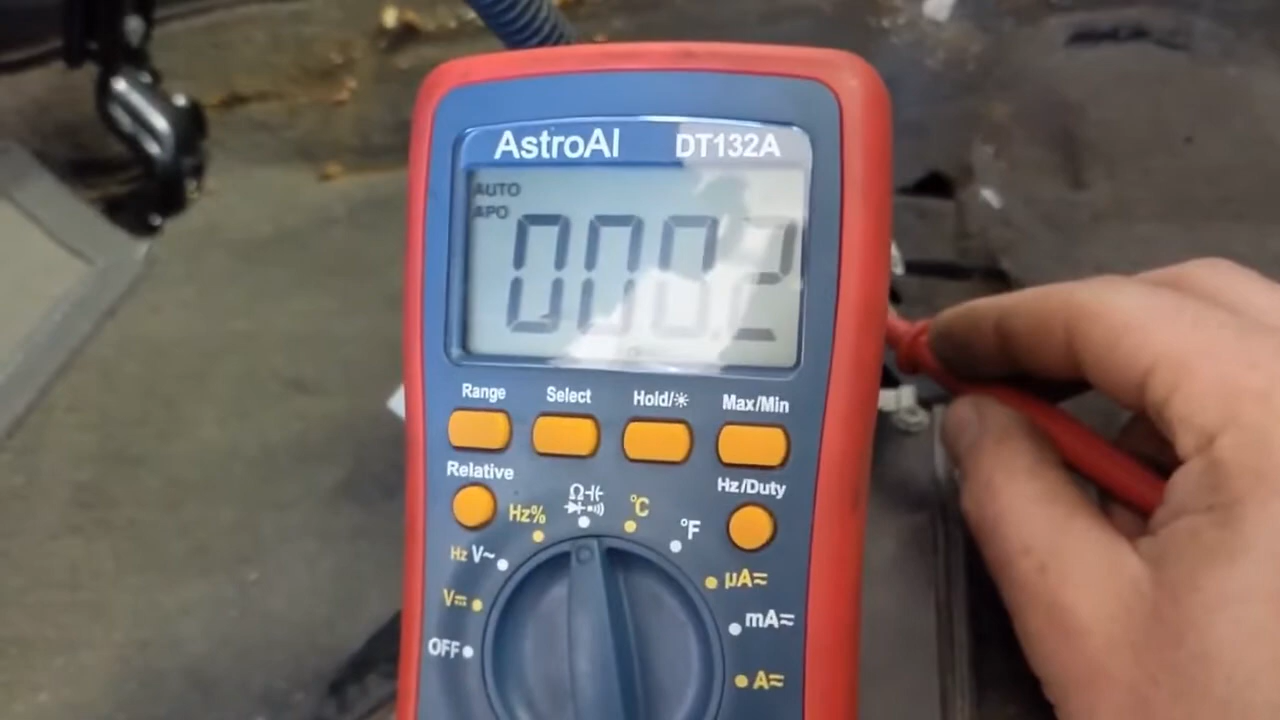 AstroAI DT132A
AUTO
APO
000.2
Range Select Hold/☀ Max/Min
Relative Hz/Duty
Hz% Ω °C °F
Hz V~ µA≂
V⎓ mA≂
OFF A≂